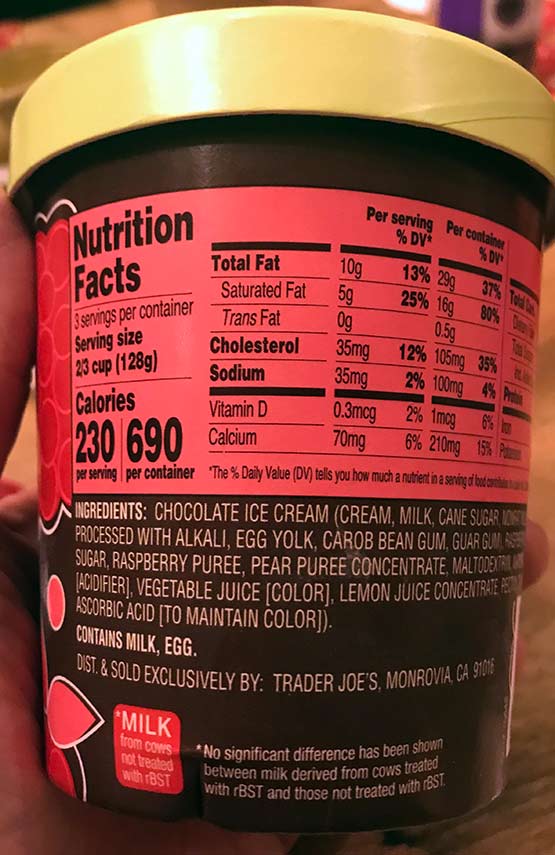 Nutrition
Facts
3 servings per container
Serving size
2/3 cup (128g)
Calories
230 690
per serving per container
Per serving Per container
% DV* % DV*
Total Fat 10g 13% 29g 37%
Saturated Fat 5g 25% 16g 80%
Trans Fat 0g 0.5g
Cholesterol 35mg 12% 105mg 35%
Sodium 35mg 2% 100mg 4%
Vitamin D 0.3mcg 2% 1mcg 6%
Calcium 70mg 6% 210mg 15%
Total
Protein
Iron
*The % Daily Value (DV) tells you how much a nutrient in a serving of food
INGREDIENTS: CHOCOLATE ICE CREAM (CREAM, MILK, CANE SUGAR,
PROCESSED WITH ALKALI, EGG YOLK, CAROB BEAN GUM, GUAR GUM),
SUGAR, RASPBERRY PUREE, PEAR PUREE CONCENTRATE, MALTODEXTRIN,
[ACIDIFIER], VEGETABLE JUICE [COLOR], LEMON JUICE CONCENTRATE,
ASCORBIC ACID [TO MAINTAIN COLOR]).
CONTAINS MILK, EGG.
DIST. & SOLD EXCLUSIVELY BY: TRADER JOE'S, MONROVIA, CA 91016
*MILK
from cows
not treated
with rBST
*No significant difference has been shown
between milk derived from cows treated
with rBST and those not treated with rBST.